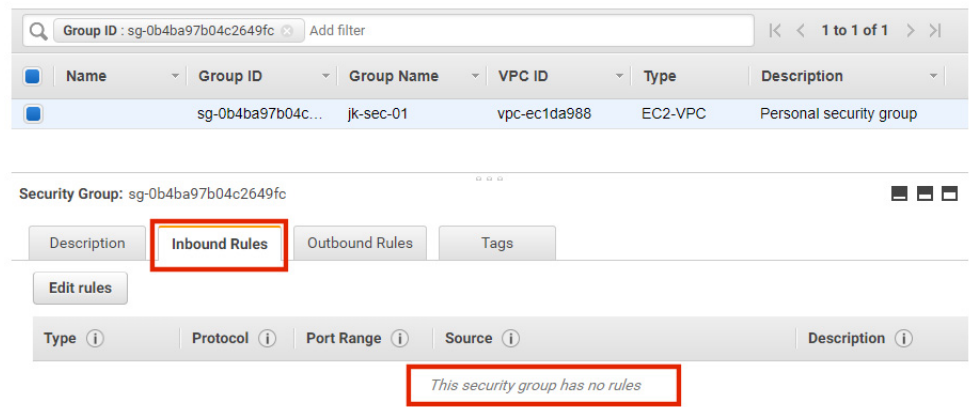 Group ID : sg-0b4ba97b04c2649fc Add filter 1 to 1 of 1
Name Group ID Group Name VPC ID Type Description
sg-0b4ba97b04c... jk-sec-01 vpc-ec1da988 EC2-VPC Personal security group
Security Group: sg-0b4ba97b04c2649fc
Description Inbound Rules Outbound Rules Tags
Edit rules
Type Protocol Port Range Source Description
This security group has no rules